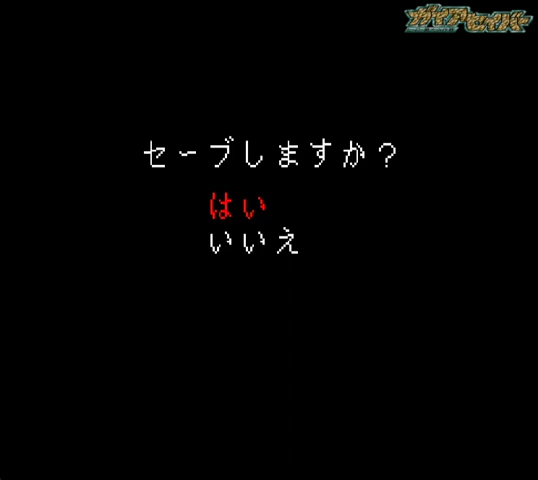 ガイアセイバー
セーブしますか？
はい
いいえ